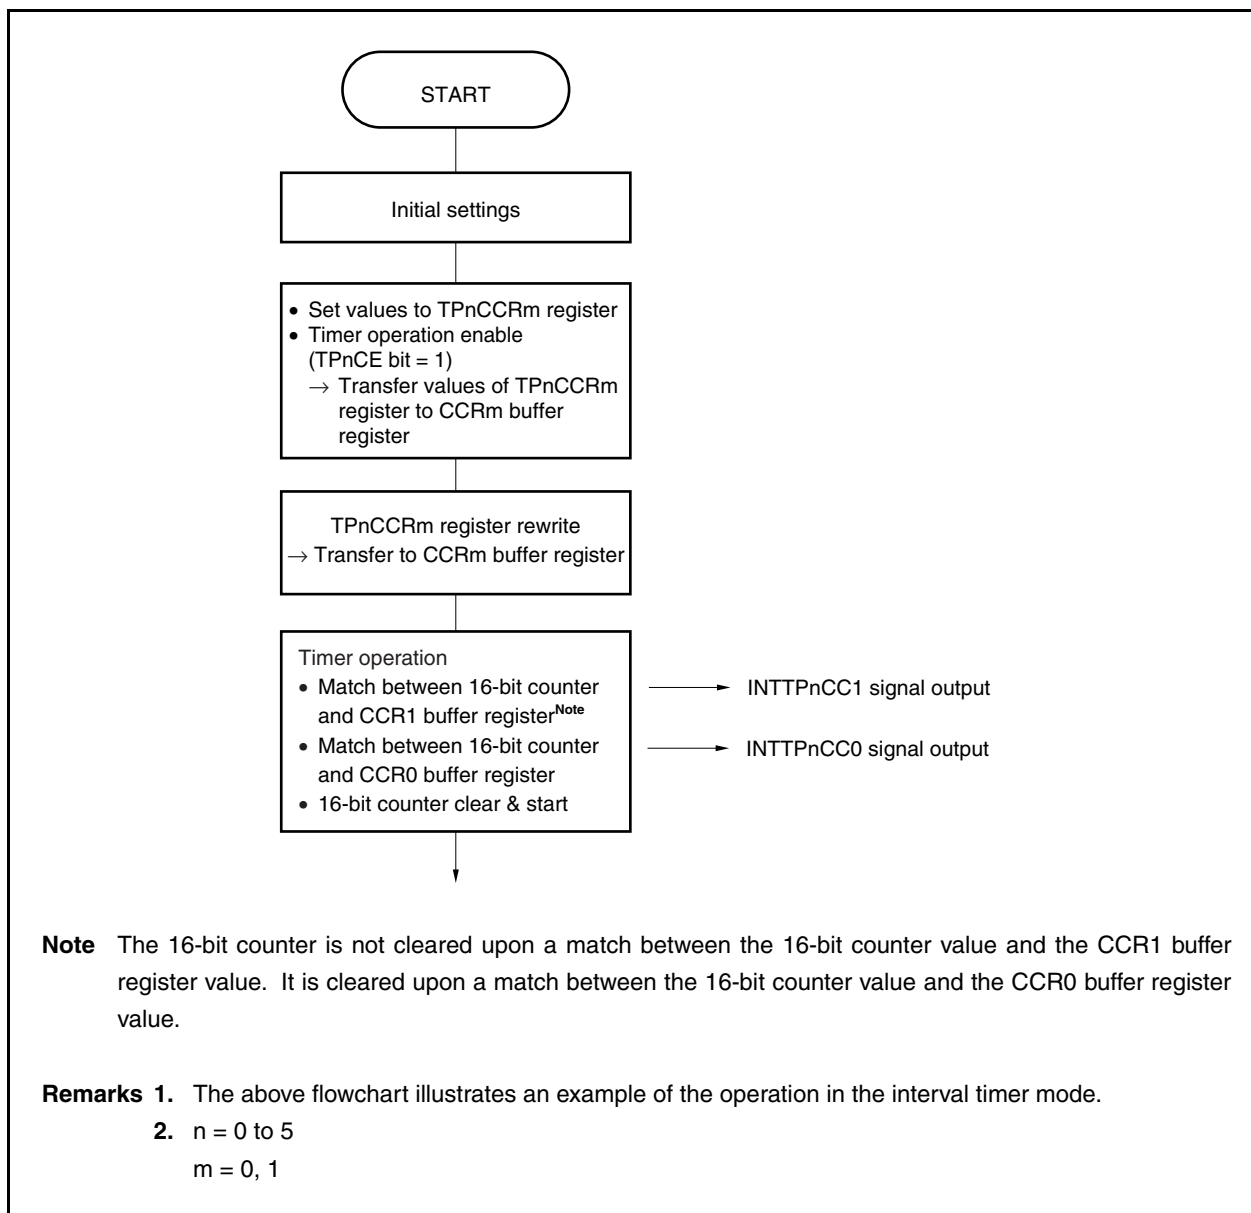 START
Initial settings
• Set values to TPnCCRm register
• Timer operation enable
(TPnCE bit = 1)
→ Transfer values of TPnCCRm
register to CCRm buffer
register
TPnCCRm register rewrite
→ Transfer to CCRm buffer register
Timer operation
• Match between 16-bit counter
and CCR1 buffer registerNote
• Match between 16-bit counter
and CCR0 buffer register
• 16-bit counter clear & start
INTTPnCC1 signal output
INTTPnCC0 signal output
Note The 16-bit counter is not cleared upon a match between the 16-bit counter value and the CCR1 buffer
register value. It is cleared upon a match between the 16-bit counter value and the CCR0 buffer register
value.
Remarks 1. The above flowchart illustrates an example of the operation in the interval timer mode.
2. n = 0 to 5
m = 0, 1